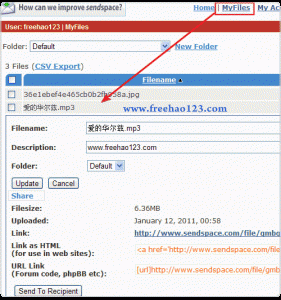 How can we improve sendspace?
Home | MyFiles My Ac
User: freehao123.com | MyFiles
Folder: Default New Folder
3 Files (CSV Export)
Filename
36e1ebef4e465cb0b2fb958a.jpg
爱的华尔兹.mp3
www.freehao123.com
Filename: 爱的华尔兹.mp3
Description: www.freehao123.com
Folder: Default
Update Cancel
Share
Filesize: 6.36MB
Uploaded: January 12, 2011, 00:58
Link: http://www.sendspace.com/file/gmbq
Link as HTML
(for use in web sites): <a href='http://www.sendspace.com/
URL Link
(Forum code, phpBB etc): [url]http://www.sendspace.com/file/gmb
Send To Recipient